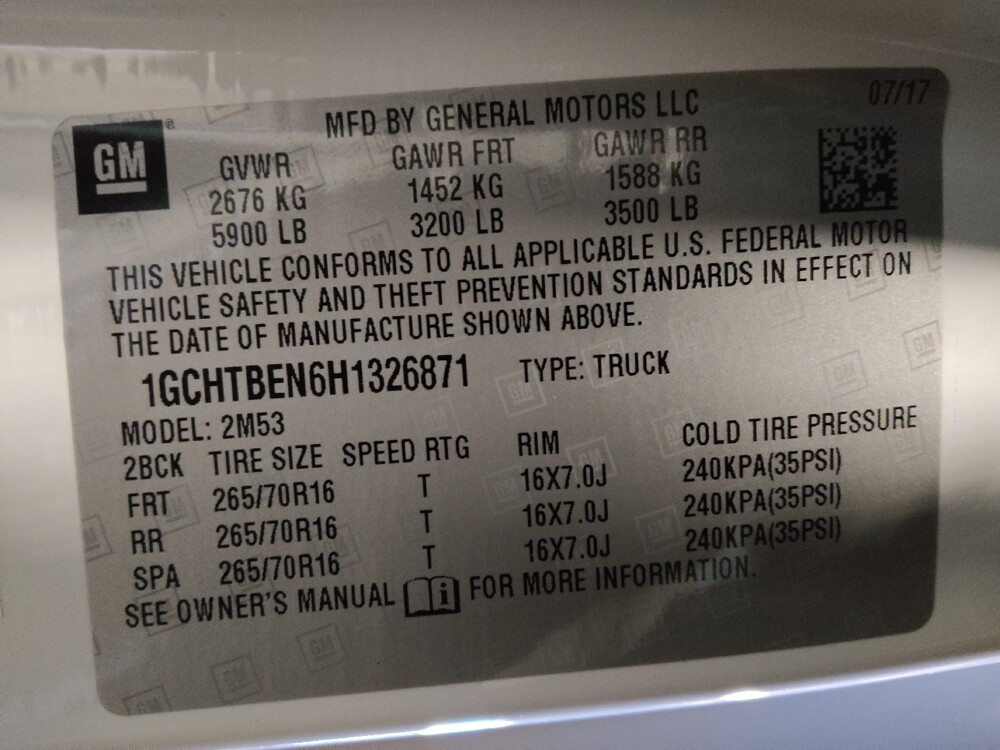 07/17
MFD BY GENERAL MOTORS LLC
GM
GVWR GAWR FRT GAWR RR
2676 KG 1452 KG 1588 KG
5900 LB 3200 LB 3500 LB
THIS VEHICLE CONFORMS TO ALL APPLICABLE U.S. FEDERAL MOTOR
VEHICLE SAFETY AND THEFT PREVENTION STANDARDS IN EFFECT ON
THE DATE OF MANUFACTURE SHOWN ABOVE.
1GCHTBEN6H1326871 TYPE: TRUCK
MODEL: 2M53
2BCK TIRE SIZE SPEED RTG RIM COLD TIRE PRESSURE
FRT 265/70R16 T 16X7.0J 240KPA(35PSI)
RR 265/70R16 T 16X7.0J 240KPA(35PSI)
SPA 265/70R16 T 16X7.0J 240KPA(35PSI)
SEE OWNER'S MANUAL i FOR MORE INFORMATION.